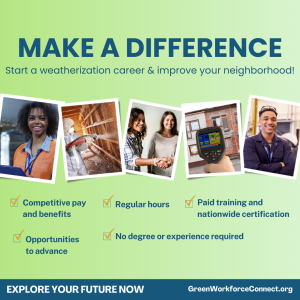 MAKE A DIFFERENCE
Start a weatherization career & improve your neighborhood!
Competitive pay
and benefits
Regular hours
Paid training and
nationwide certification
Opportunities
to advance
No degree or experience required
EXPLORE YOUR FUTURE NOW
GreenWorkforceConnect.org